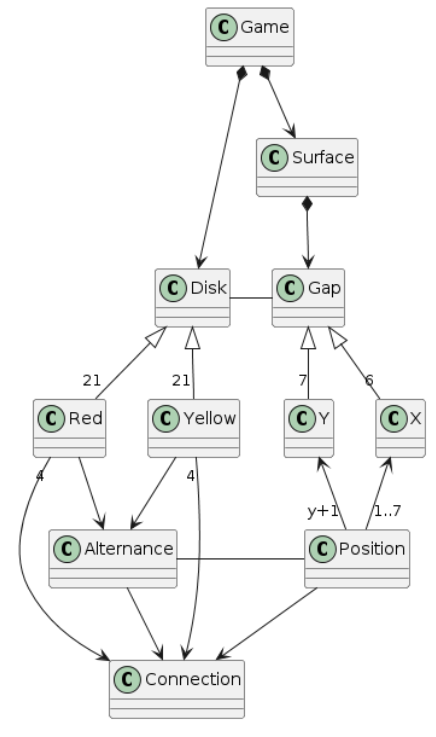 C Game
C Surface
C Disk
C Gap
21
21
7
6
C Red
C Yellow
C Y
C X
4
4
y+1
1..7
C Alternance
C Position
C Connection